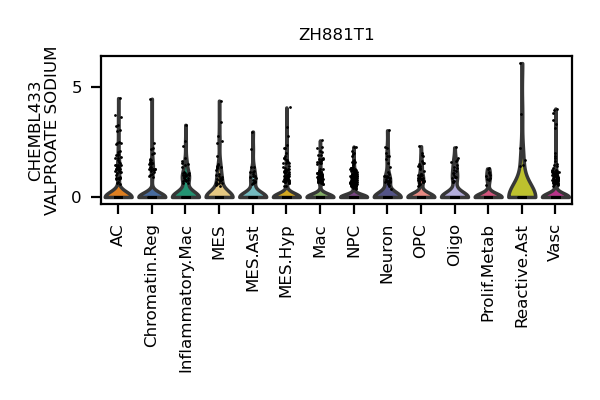 ZH881T1
CHEMBL433
VALPROATE SODIUM
5
0
AC
Chromatin.Reg
Inflammatory.Mac
MES
MES.Ast
MES.Hyp
Mac
NPC
Neuron
OPC
Oligo
Prolif.Metab
Reactive.Ast
Vasc